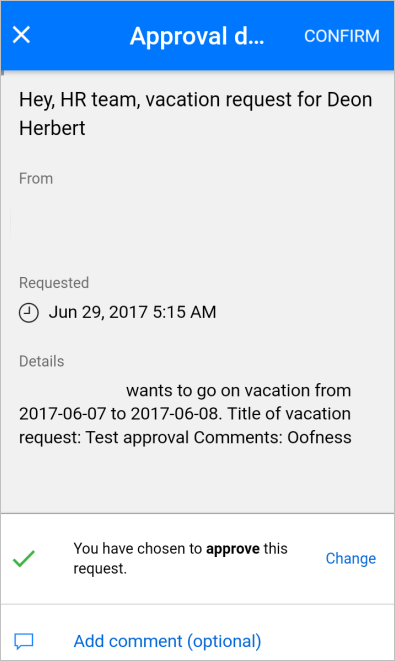 Approval d... CONFIRM
Hey, HR team, vacation request for Deon
Herbert
From
Requested
Jun 29, 2017 5:15 AM
Details
wants to go on vacation from
2017-06-07 to 2017-06-08. Title of vacation
request: Test approval Comments: Oofness
You have chosen to approve this
request.
Change
Add comment (optional)